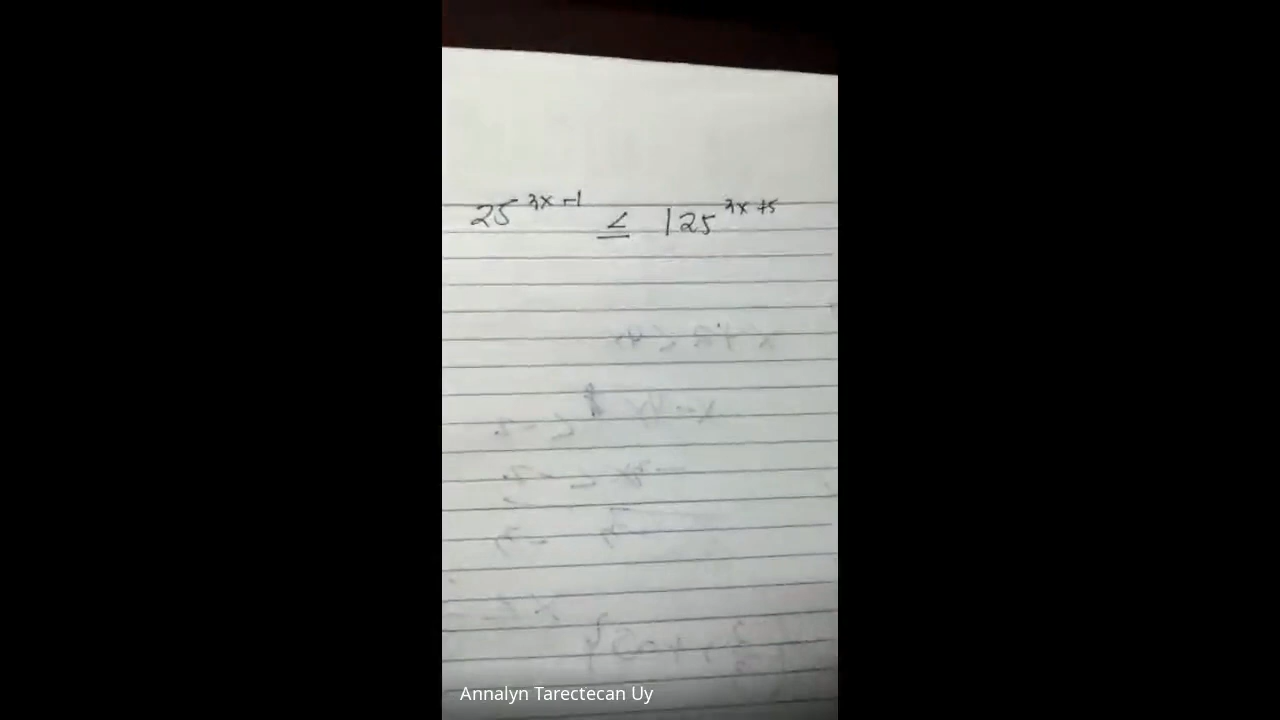 25^{3x-1} ≤ 125^{3x+5}
Annalyn Tarectecan Uy